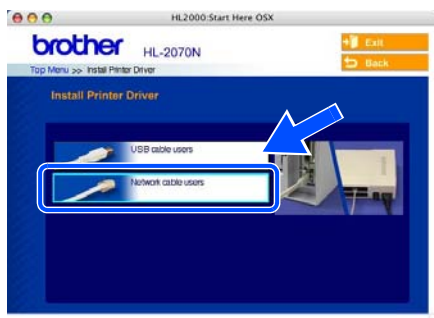 HL2000:Start Here OSX
brother HL-2070N
Exit
Back
Top Menu >> Install Printer Driver
Install Printer Driver
USB cable users
Network cable users